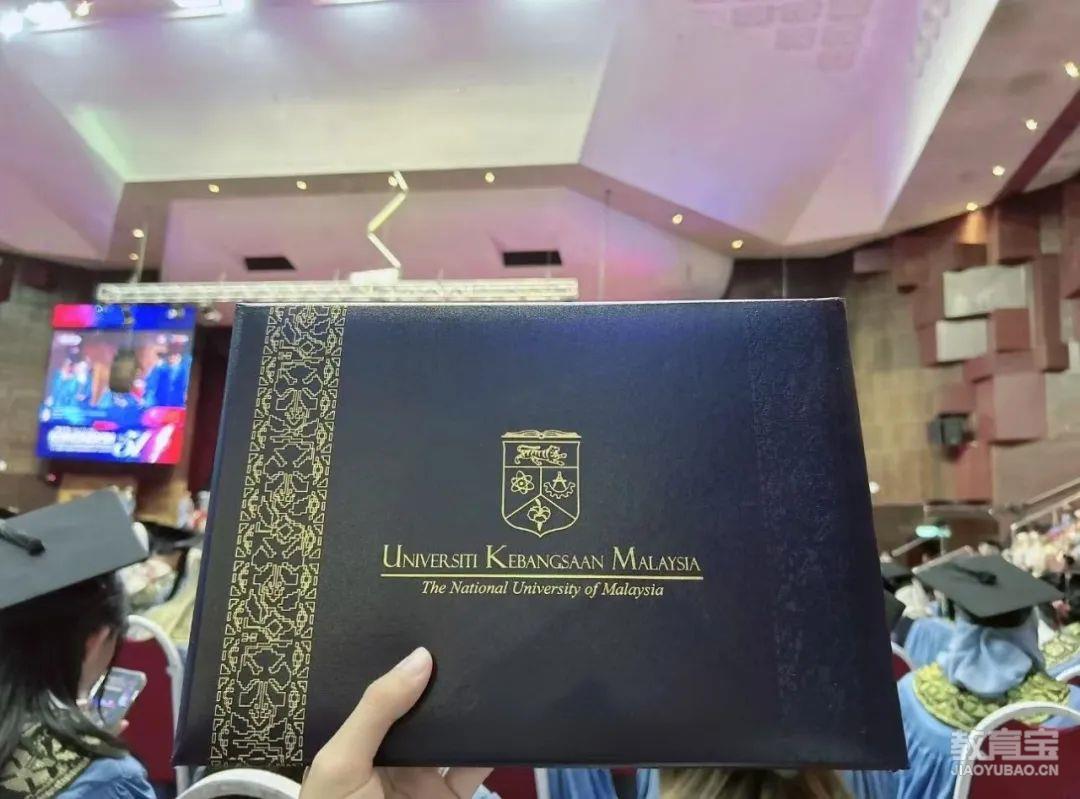 UNIVERSITI KEBANGSAAN MALAYSIA
The National University of Malaysia
教育宝
JIAOYUBAO.CN